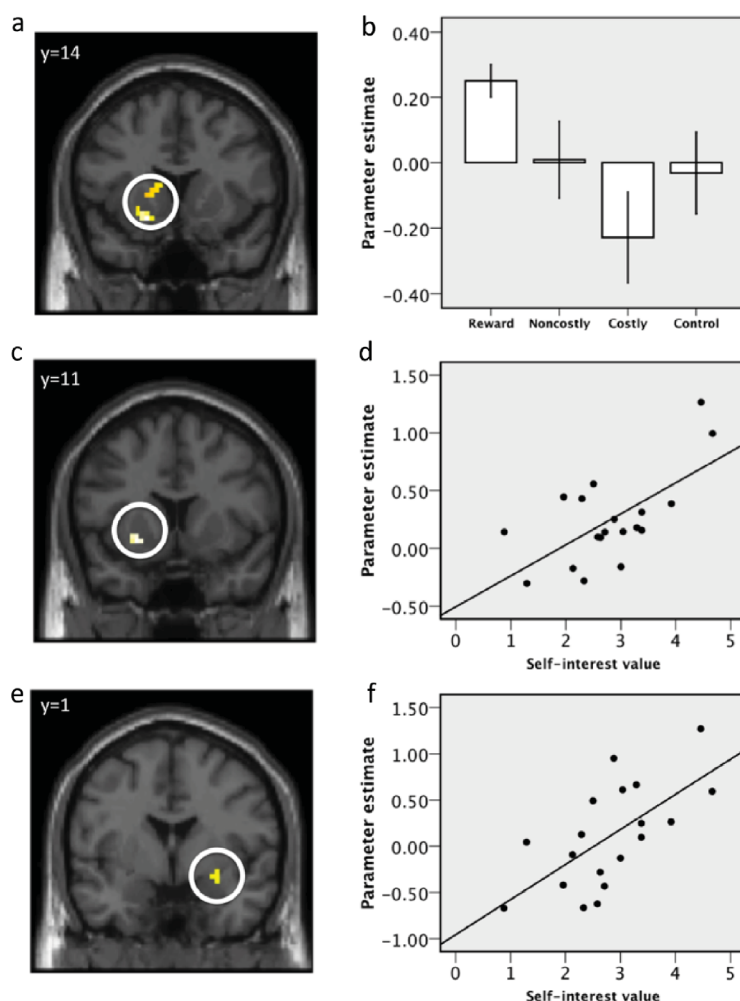 a
y=14
b
Parameter estimate
0.40
0.20
0.00
-0.20
-0.40
Reward Noncostly Costly Control
c
y=11
d
Parameter estimate
1.50
1.00
0.50
0.00
-0.50
0 1 2 3 4 5
Self-interest value
e
y=1
f
Parameter estimate
1.50
1.00
0.50
0.00
-0.50
-1.00
0 1 2 3 4 5
Self-interest value